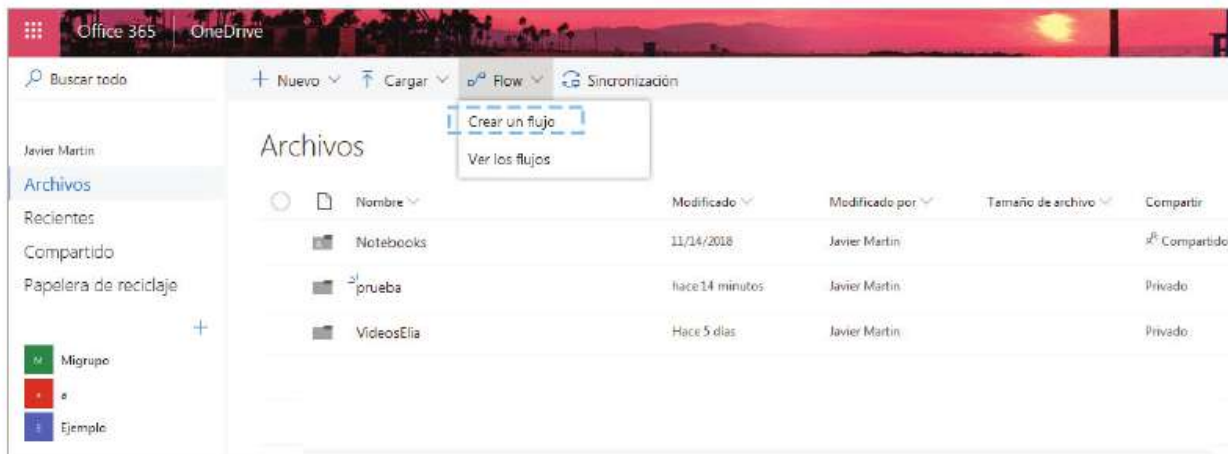 Office 365 OneDrive
Buscar todo
Nuevo Cargar Flow Sincronización
Crear un flujo
Ver los flujos
Javier Martin
Archivos
Recientes
Compartido
Papelera de reciclaje
Migrupo
a
Ejemplo
Archivos
Nombre Modificado Modificado por Tamaño de archivo Compartir
Notebooks 11/14/2018 Javier Martin Compartido
prueba hace 14 minutos Javier Martin Privado
VideosElia Hace 5 días Javier Martin Privado